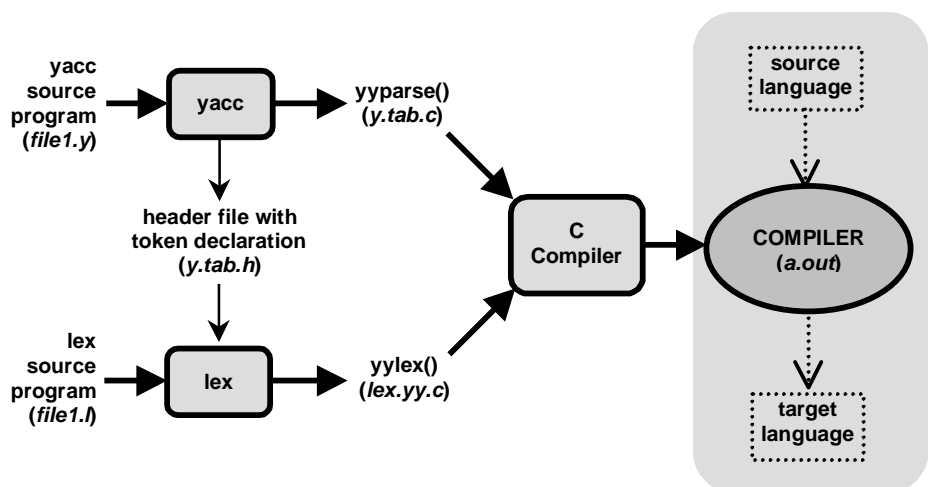 yacc
source
program
(file1.y)
yacc
yyparse()
(y.tab.c)
header file with
token declaration
(y.tab.h)
lex
source
program
(file1.l)
lex
yylex()
(lex.yy.c)
C
Compiler
source
language
COMPILER
(a.out)
target
language